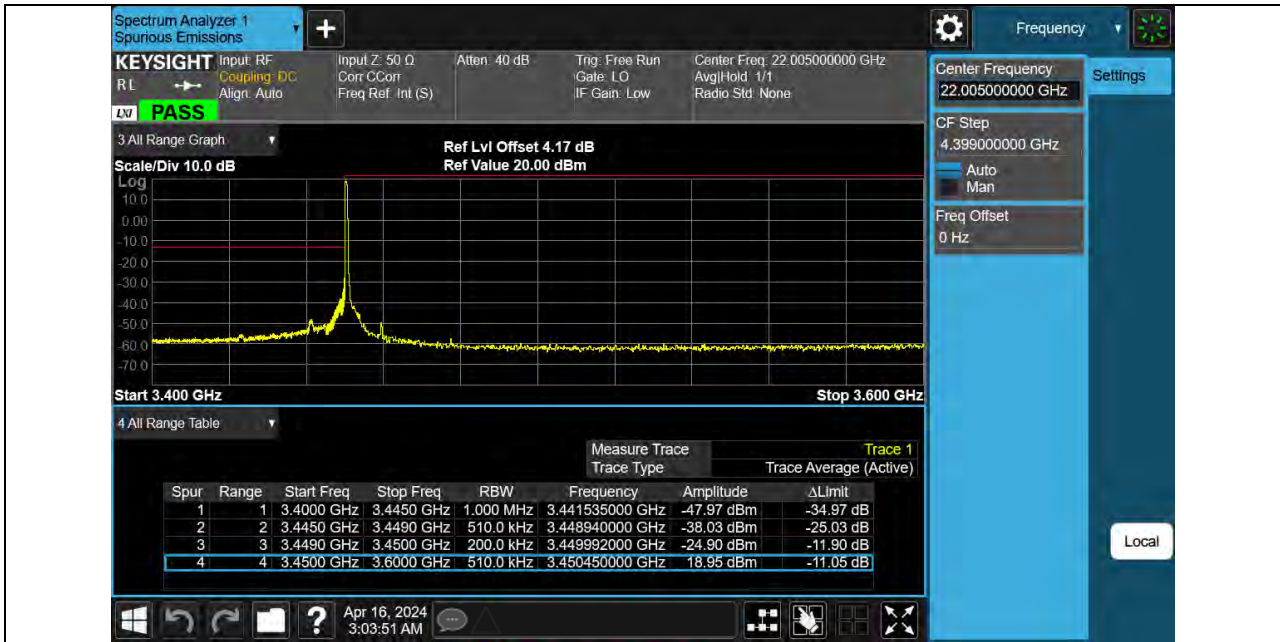 Spectrum Analyzer 1
Spurious Emissions
Frequency
KEYSIGHT
RL
Input: RF
Coupling: DC
Align: Auto
Input Z: 50 Ω
Corr CCorr
Freq Ref: Int (S)
Atten: 40 dB
Trig: Free Run
Gate: LO
IF Gain: Low
Center Freq: 22.005000000 GHz
Avg|Hold: 1/1
Radio Std: None
LXI PASS
Center Frequency
22.005000000 GHz
Settings
CF Step
4.399000000 GHz
Auto
Man
Freq Offset
0 Hz
3 All Range Graph
Scale/Div 10.0 dB
Ref Lvl Offset 4.17 dB
Ref Value 20.00 dBm
Log
10.0
0.00
-10.0
-20.0
-30.0
-40.0
-50.0
-60.0
-70.0
Start 3.400 GHz Stop 3.600 GHz
4 All Range Table
Measure Trace Trace 1
Trace Type Trace Average (Active)
Spur Range Start Freq Stop Freq RBW Frequency Amplitude ΔLimit
1 1 3.4000 GHz 3.4450 GHz 1.000 MHz 3.441535000 GHz -47.97 dBm -34.97 dB
2 2 3.4450 GHz 3.4490 GHz 510.0 kHz 3.448940000 GHz -38.03 dBm -25.03 dB
3 3 3.4490 GHz 3.4500 GHz 200.0 kHz 3.449992000 GHz -24.90 dBm -11.90 dB
4 4 3.4500 GHz 3.6000 GHz 510.0 kHz 3.450450000 GHz 18.95 dBm -11.05 dB
Local
Apr 16, 2024
3:03:51 AM